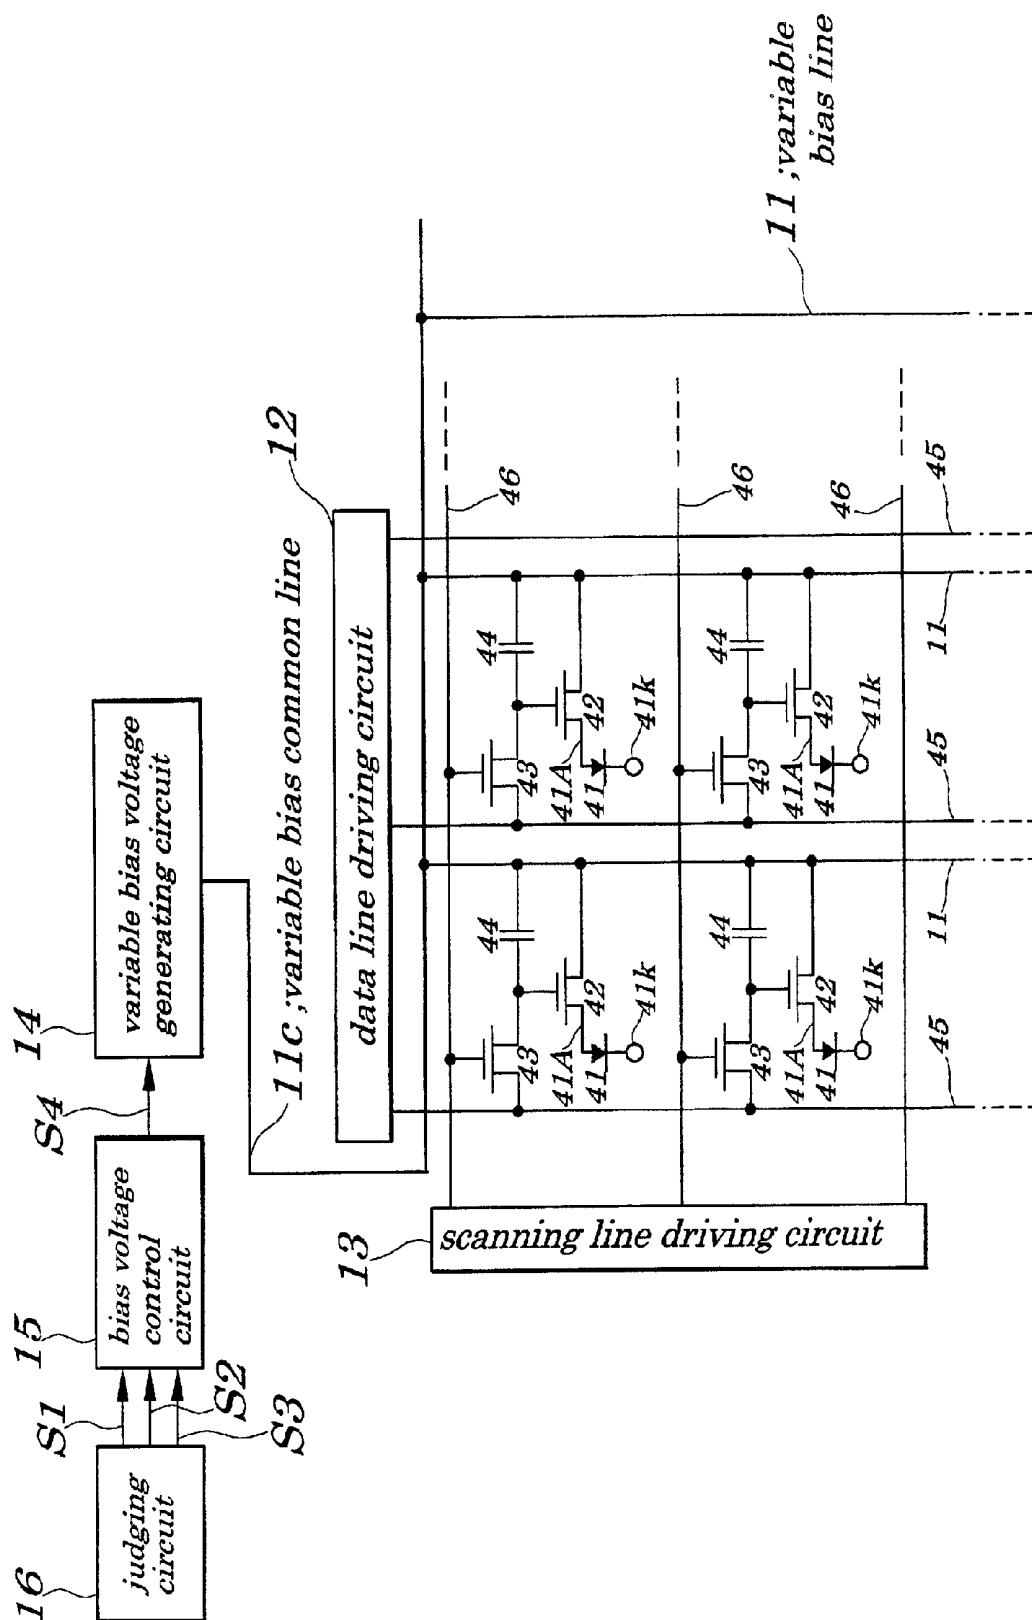 16
judging
circuit
S1
S2
S3
15
bias voltage
control
circuit
S4
14
variable bias voltage
generating circuit
11c ;variable bias common line
12
data line driving circuit
13
scanning line driving circuit
11 ;variable
bias line
46
43
44
42
41A
41
41k
43
44
42
41A
41
41k
46
43
44
42
41A
41
41k
43
44
42
41A
41
41k
46
45
11
45
11
45